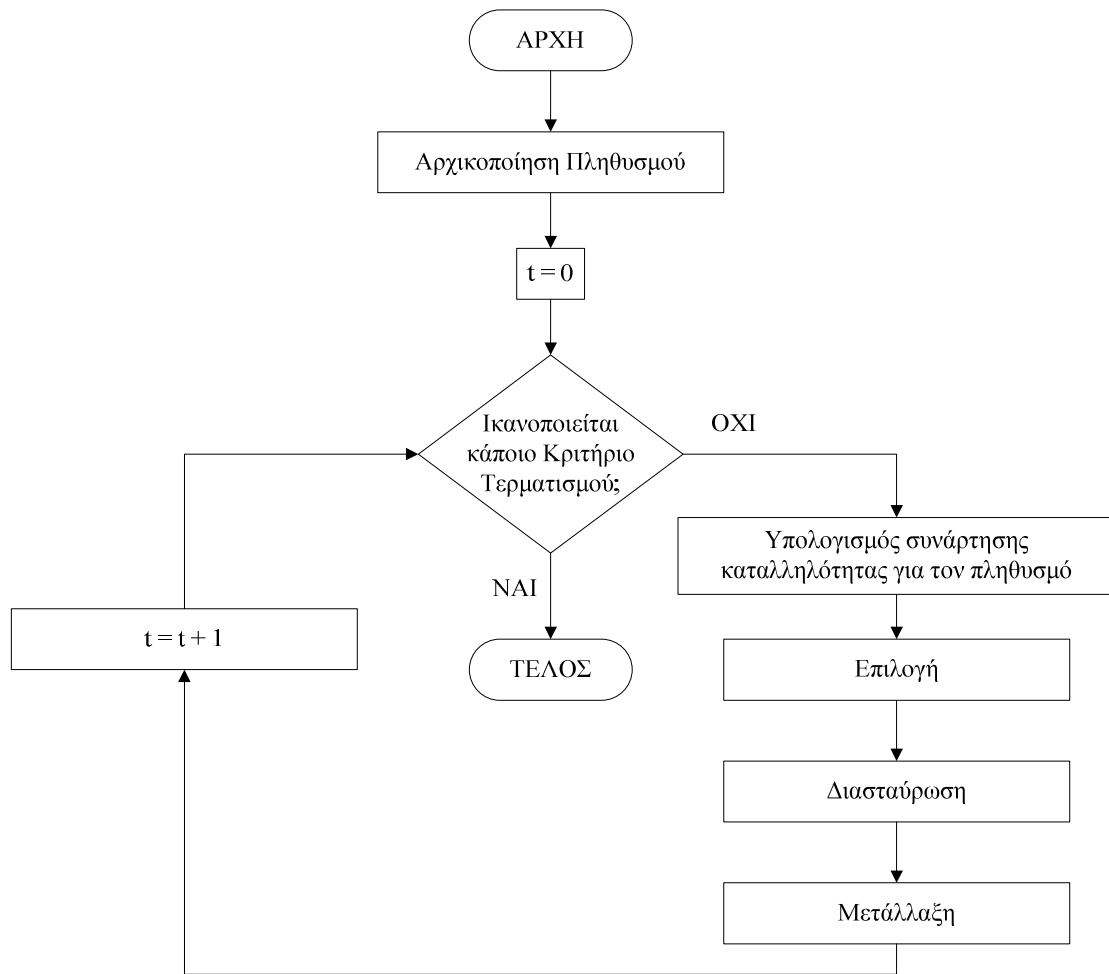 ΑΡΧΗ
Αρχικοποίηση Πληθυσμού
t = 0
Ικανοποιείται
κάποιο Κριτήριο
Τερματισμού;
ΟΧΙ
Υπολογισμός συνάρτησης
καταλληλότητας για τον πληθυσμό
ΝΑΙ
t = t + 1
ΤΕΛΟΣ
Επιλογή
Διασταύρωση
Μετάλλαξη